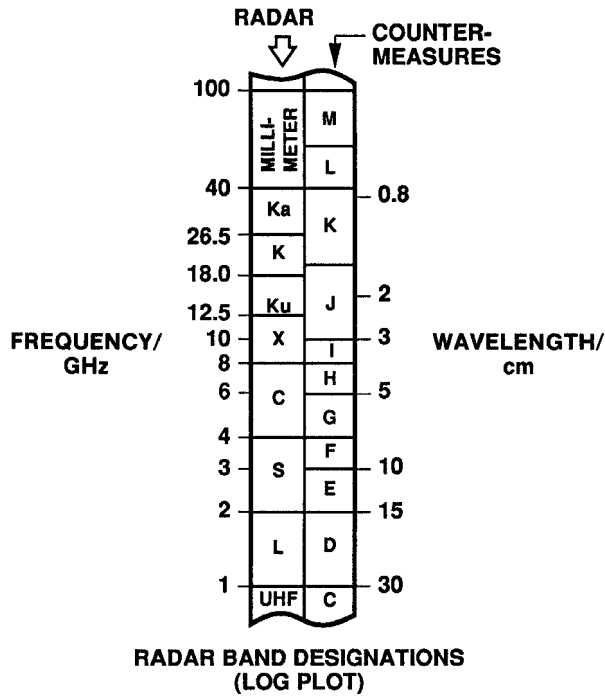 RADAR
COUNTER-
MEASURES
100
M
MILLI-
METER
L
40
0.8
Ka
K
26.5
K
18.0
J
2
Ku
12.5
FREQUENCY/
GHz
10
X
3
WAVELENGTH/
cm
I
8
H
6
C
5
G
4
F
3
S
10
E
2
15
L
D
1
30
UHF
C
RADAR BAND DESIGNATIONS
(LOG PLOT)